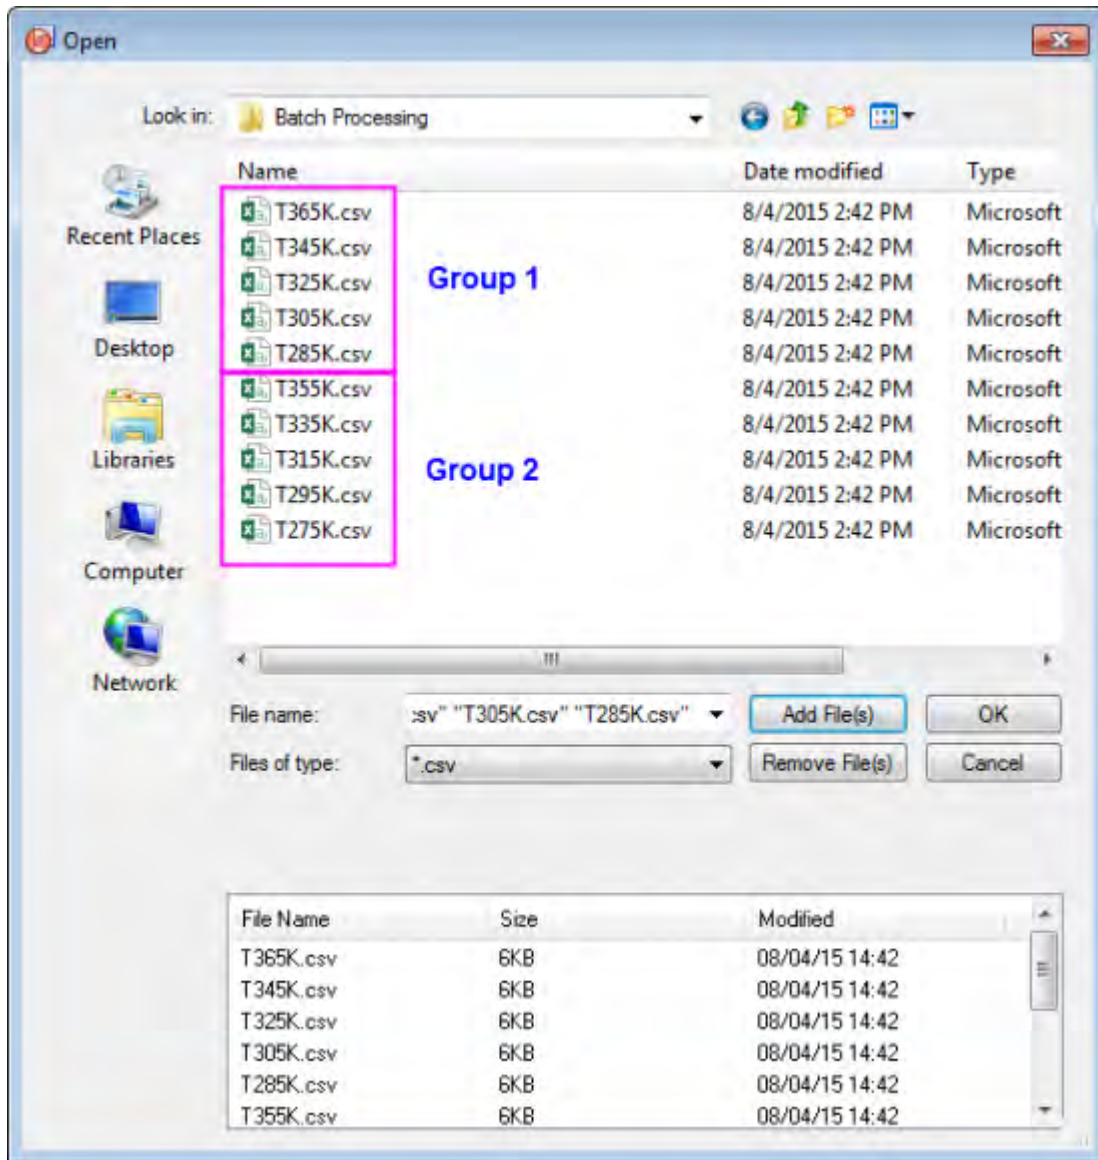 Open
Look in: Batch Processing
Name Date modified Type
T365K.csv 8/4/2015 2:42 PM Microsoft
T345K.csv 8/4/2015 2:42 PM Microsoft
T325K.csv 8/4/2015 2:42 PM Microsoft
T305K.csv 8/4/2015 2:42 PM Microsoft
T285K.csv 8/4/2015 2:42 PM Microsoft
T355K.csv 8/4/2015 2:42 PM Microsoft
T335K.csv 8/4/2015 2:42 PM Microsoft
T315K.csv 8/4/2015 2:42 PM Microsoft
T295K.csv 8/4/2015 2:42 PM Microsoft
T275K.csv 8/4/2015 2:42 PM Microsoft
Group 1
Group 2
Recent Places
Desktop
Libraries
Computer
Network
File name: :sv" "T305K.csv" "T285K.csv" Add File(s) OK
Files of type: *.csv Remove File(s) Cancel
File Name Size Modified
T365K.csv 6KB 08/04/15 14:42
T345K.csv 6KB 08/04/15 14:42
T325K.csv 6KB 08/04/15 14:42
T305K.csv 6KB 08/04/15 14:42
T285K.csv 6KB 08/04/15 14:42
T355K.csv 6KB 08/04/15 14:42